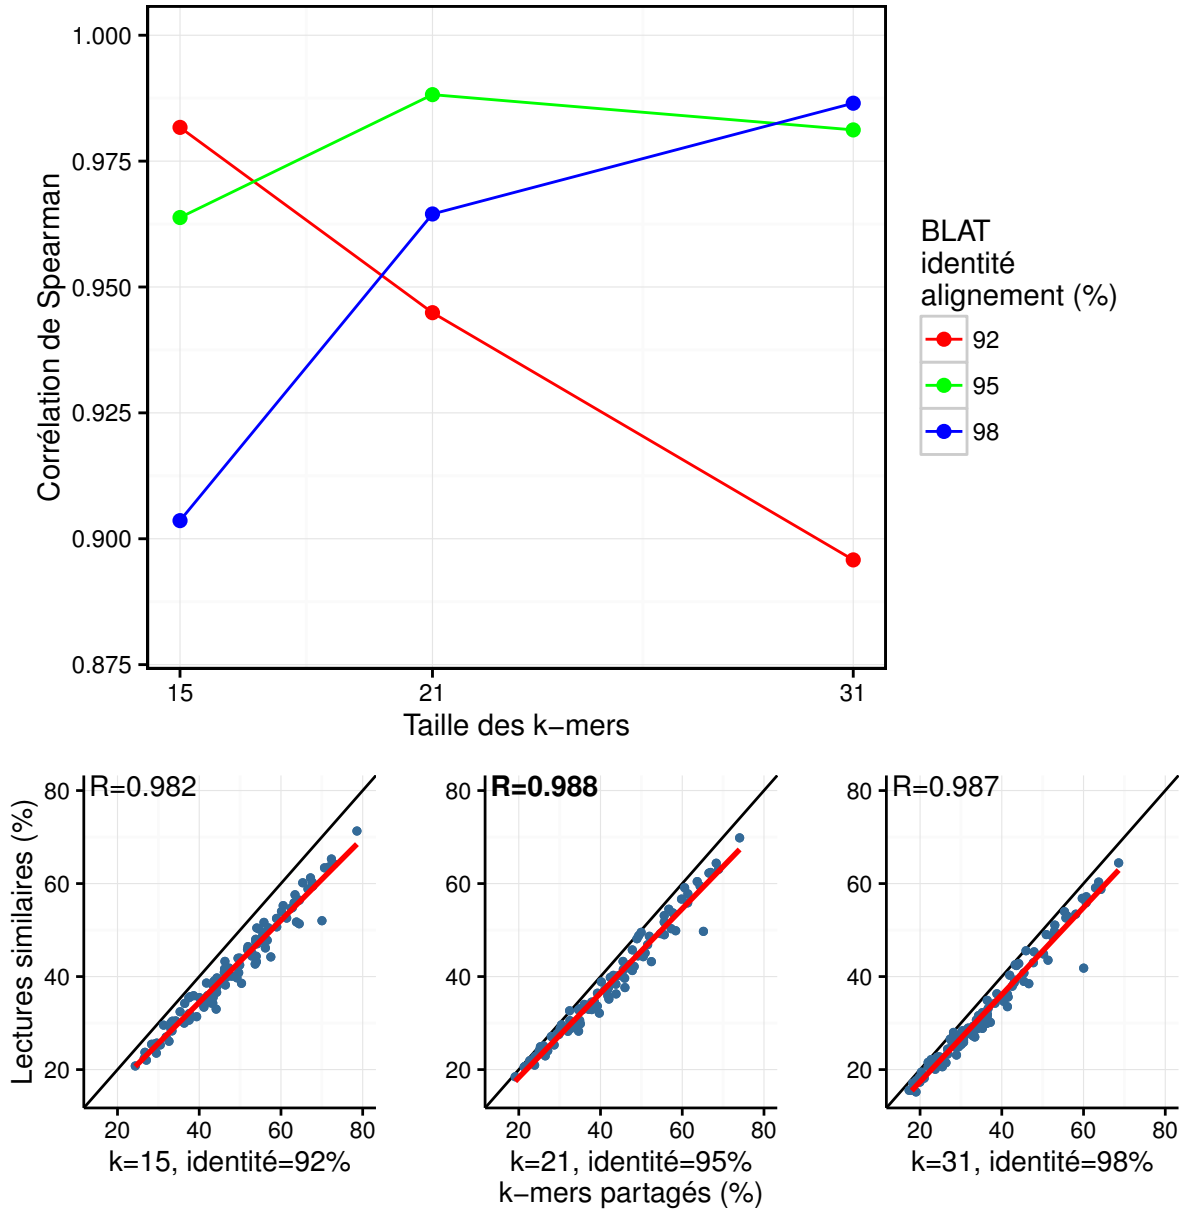 1.000
0.975
0.950
0.925
0.900
0.875
Corrélation de Spearman
15
21
31
Taille des k−mers
BLAT
identité
alignement (%)
92
95
98
R=0.982
80
60
40
20
Lectures similaires (%)
20
40
60
80
k=15, identité=92%
R=0.988
80
60
40
20
20
40
60
80
k=21, identité=95%
k−mers partagés (%)
R=0.987
80
60
40
20
20
40
60
80
k=31, identité=98%